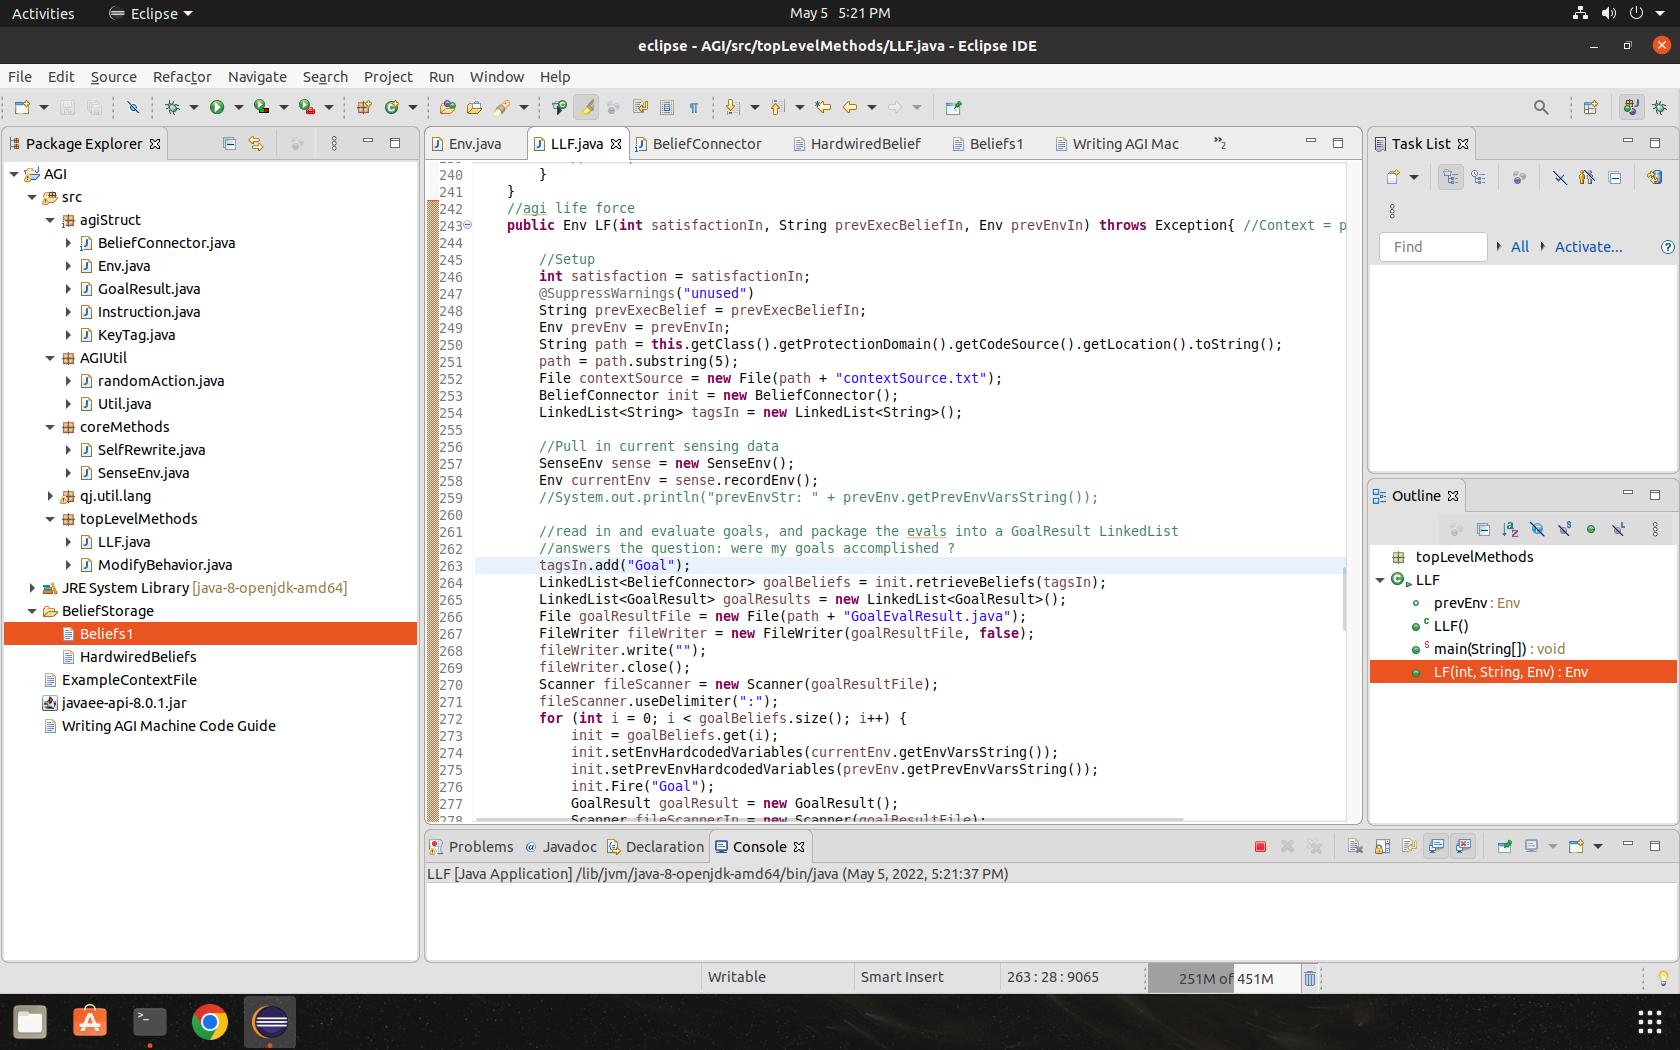 Activities
Eclipse
May 5 5:21 PM
eclipse - AGI/src/topLevelMethods/LLF.java - Eclipse IDE
File Edit Source Refactor Navigate Search Project Run Window Help
Package Explorer
AGI
src
agiStruct
BeliefConnector.java
Env.java
GoalResult.java
Instruction.java
KeyTag.java
AGIUtil
randomAction.java
Util.java
coreMethods
SelfRewrite.java
SenseEnv.java
qj.util.lang
topLevelMethods
LLF.java
ModifyBehavior.java
JRE System Library [java-8-openjdk-amd64]
BeliefStorage
Beliefs1
HardwiredBeliefs
ExampleContextFile
javaee-api-8.0.1.jar
Writing AGI Machine Code Guide
Env.java LLF.java BeliefConnector HardwiredBelief Beliefs1 Writing AGI Mac »2
240 }
241 }
242 //agi life force
243 public Env LF(int satisfactionIn, String prevExecBeliefIn, Env prevEnvIn) throws Exception{ //Context = p
244
245 //Setup
246 int satisfaction = satisfactionIn;
247 @SuppressWarnings("unused")
248 String prevExecBelief = prevExecBeliefIn;
249 Env prevEnv = prevEnvIn;
250 String path = this.getClass().getProtectionDomain().getCodeSource().getLocation().toString();
251 path = path.substring(5);
252 File contextSource = new File(path + "contextSource.txt");
253 BeliefConnector init = new BeliefConnector();
254 LinkedList<String> tagsIn = new LinkedList<String>();
255
256 //Pull in current sensing data
257 SenseEnv sense = new SenseEnv();
258 Env currentEnv = sense.recordEnv();
259 //System.out.println("prevEnvStr: " + prevEnv.getPrevEnvVarsString());
260
261 //read in and evaluate goals, and package the evals into a GoalResult LinkedList
262 //answers the question: were my goals accomplished ?
263 tagsIn.add("Goal");
264 LinkedList<BeliefConnector> goalBeliefs = init.retrieveBeliefs(tagsIn);
265 LinkedList<GoalResult> goalResults = new LinkedList<GoalResult>();
266 File goalResultFile = new File(path + "GoalEvalResult.java");
267 FileWriter fileWriter = new FileWriter(goalResultFile, false);
268 fileWriter.write("");
269 fileWriter.close();
270 Scanner fileScanner = new Scanner(goalResultFile);
271 fileScanner.useDelimiter(":");
272 for (int i = 0; i < goalBeliefs.size(); i++) {
273 init = goalBeliefs.get(i);
274 init.setEnvHardcodedVariables(currentEnv.getEnvVarsString());
275 init.setPrevEnvHardcodedVariables(prevEnv.getPrevEnvVarsString());
276 init.Fire("Goal");
277 GoalResult goalResult = new GoalResult();
278 Scanner fileScannerIn = new Scanner(goalResultFile);
Task List
Find All Activate...
Outline
topLevelMethods
LLF
prevEnv : Env
LLF()
main(String[]) : void
LF(int, String, Env) : Env
Problems Javadoc Declaration Console
LLF [Java Application] /lib/jvm/java-8-openjdk-amd64/bin/java (May 5, 2022, 5:21:37 PM)
Writable Smart Insert 263 : 28 : 9065 251M of 451M